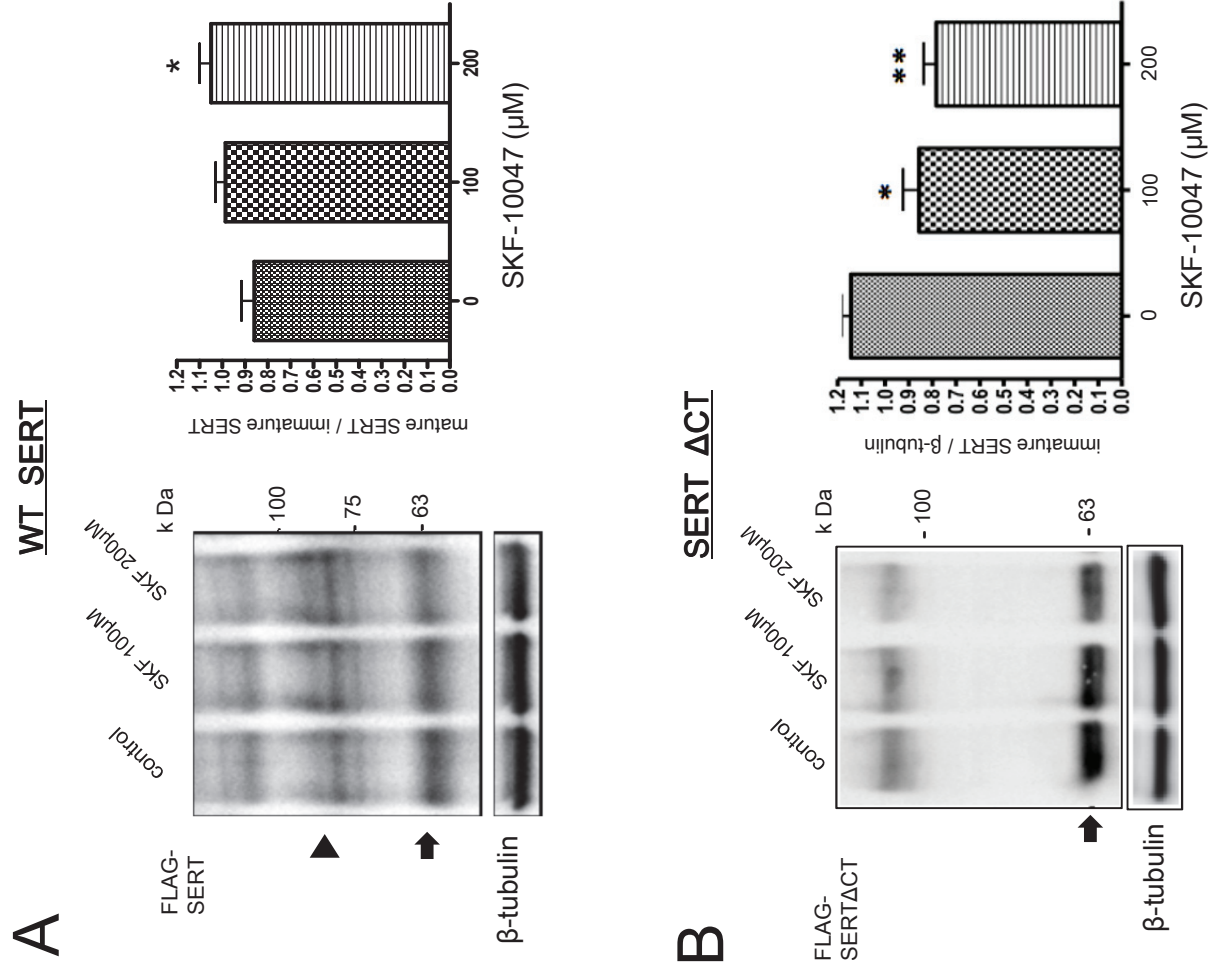 A
WT SERT
FLAG-
SERT
control
SKF 100µM
SKF 200µM
k Da
100
75
63
β-tubulin
mature SERT / immature SERT
1.2
1.1
1.0
0.9
0.8
0.7
0.6
0.5
0.4
0.3
0.2
0.1
0.0
*
0
100
200
SKF-10047 (µM)
B
SERT ΔCT
FLAG-
SERTΔCT
control
SKF 100µM
SKF 200µM
k Da
- 100
- 63
β-tubulin
immature SERT / β-tubulin
1.2
1.1
1.0
0.9
0.8
0.7
0.6
0.5
0.4
0.3
0.2
0.1
0.0
*
**
0
100
200
SKF-10047 (µM)